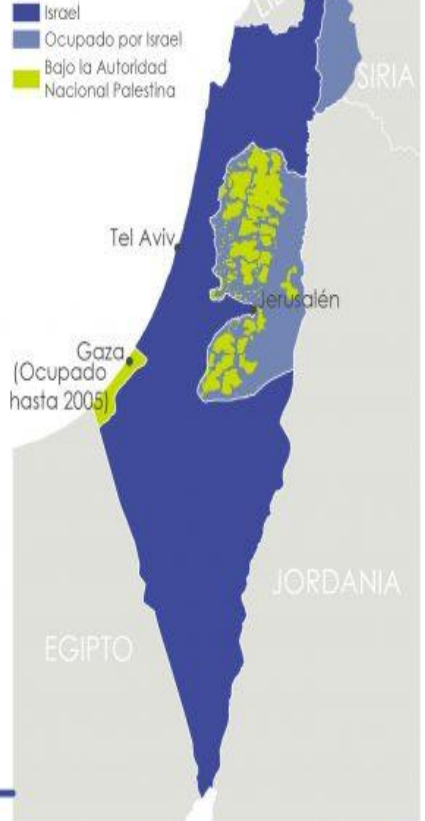 Israel
Ocupado por Israel
Bajo la Autoridad
Nacional Palestina
SIRIA
Tel Aviv
Jerusalén
Gaza
(Ocupado
hasta 2005)
JORDANIA
EGIPTO